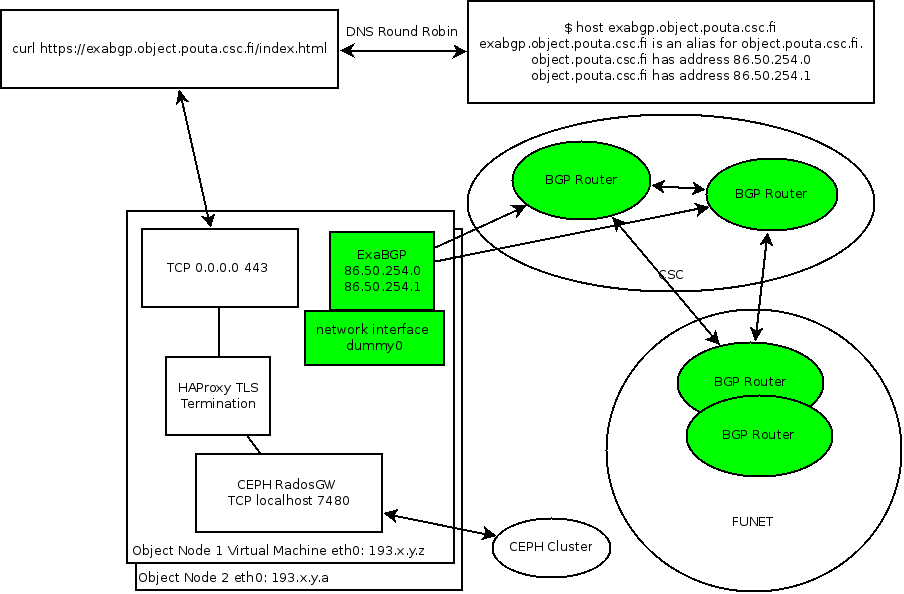 curl https://exabgp.object.pouta.csc.fi/index.html
DNS Round Robin
$ host exabgp.object.pouta.csc.fi
exabgp.object.pouta.csc.fi is an alias for object.pouta.csc.fi.
object.pouta.csc.fi has address 86.50.254.0
object.pouta.csc.fi has address 86.50.254.1
BGP Router
BGP Router
CSC
TCP 0.0.0.0 443
ExaBGP
86.50.254.0
86.50.254.1
network interface
dummy0
HAProxy TLS
Termination
CEPH RadosGW
TCP localhost 7480
Object Node 1 Virtual Machine eth0: 193.x.y.z
Object Node 2 eth0: 193.x.y.a
CEPH Cluster
BGP Router
BGP Router
FUNET